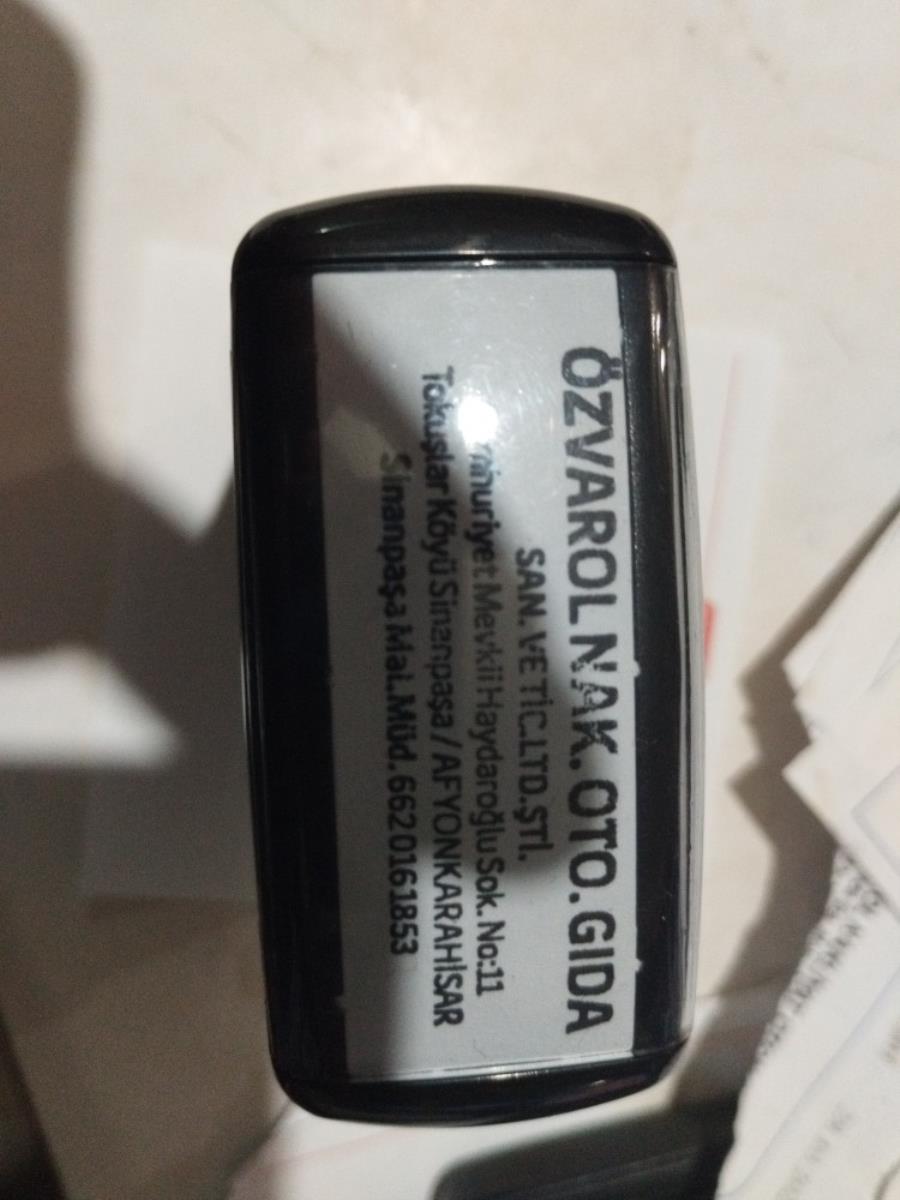 ÖZVAROL NAK. OTO.GIDA
SAN. VE TİC.LTD.ŞTİ.
Mevkii Haydaroğlu Sok. No:11
Tokuşlar Köyü Sinanpaşa / AFYONKARAHİSAR
Sinanpaşa Mal.Müd. 6620161853